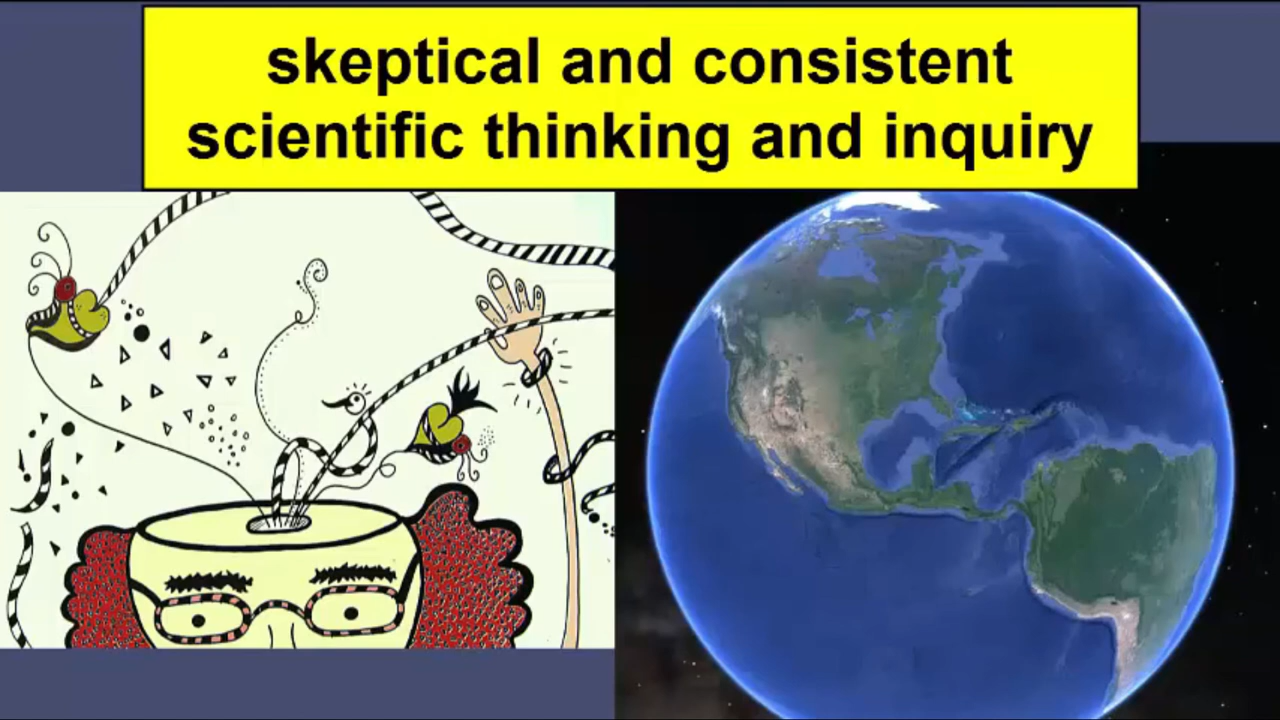 skeptical and consistent
scientific thinking and inquiry